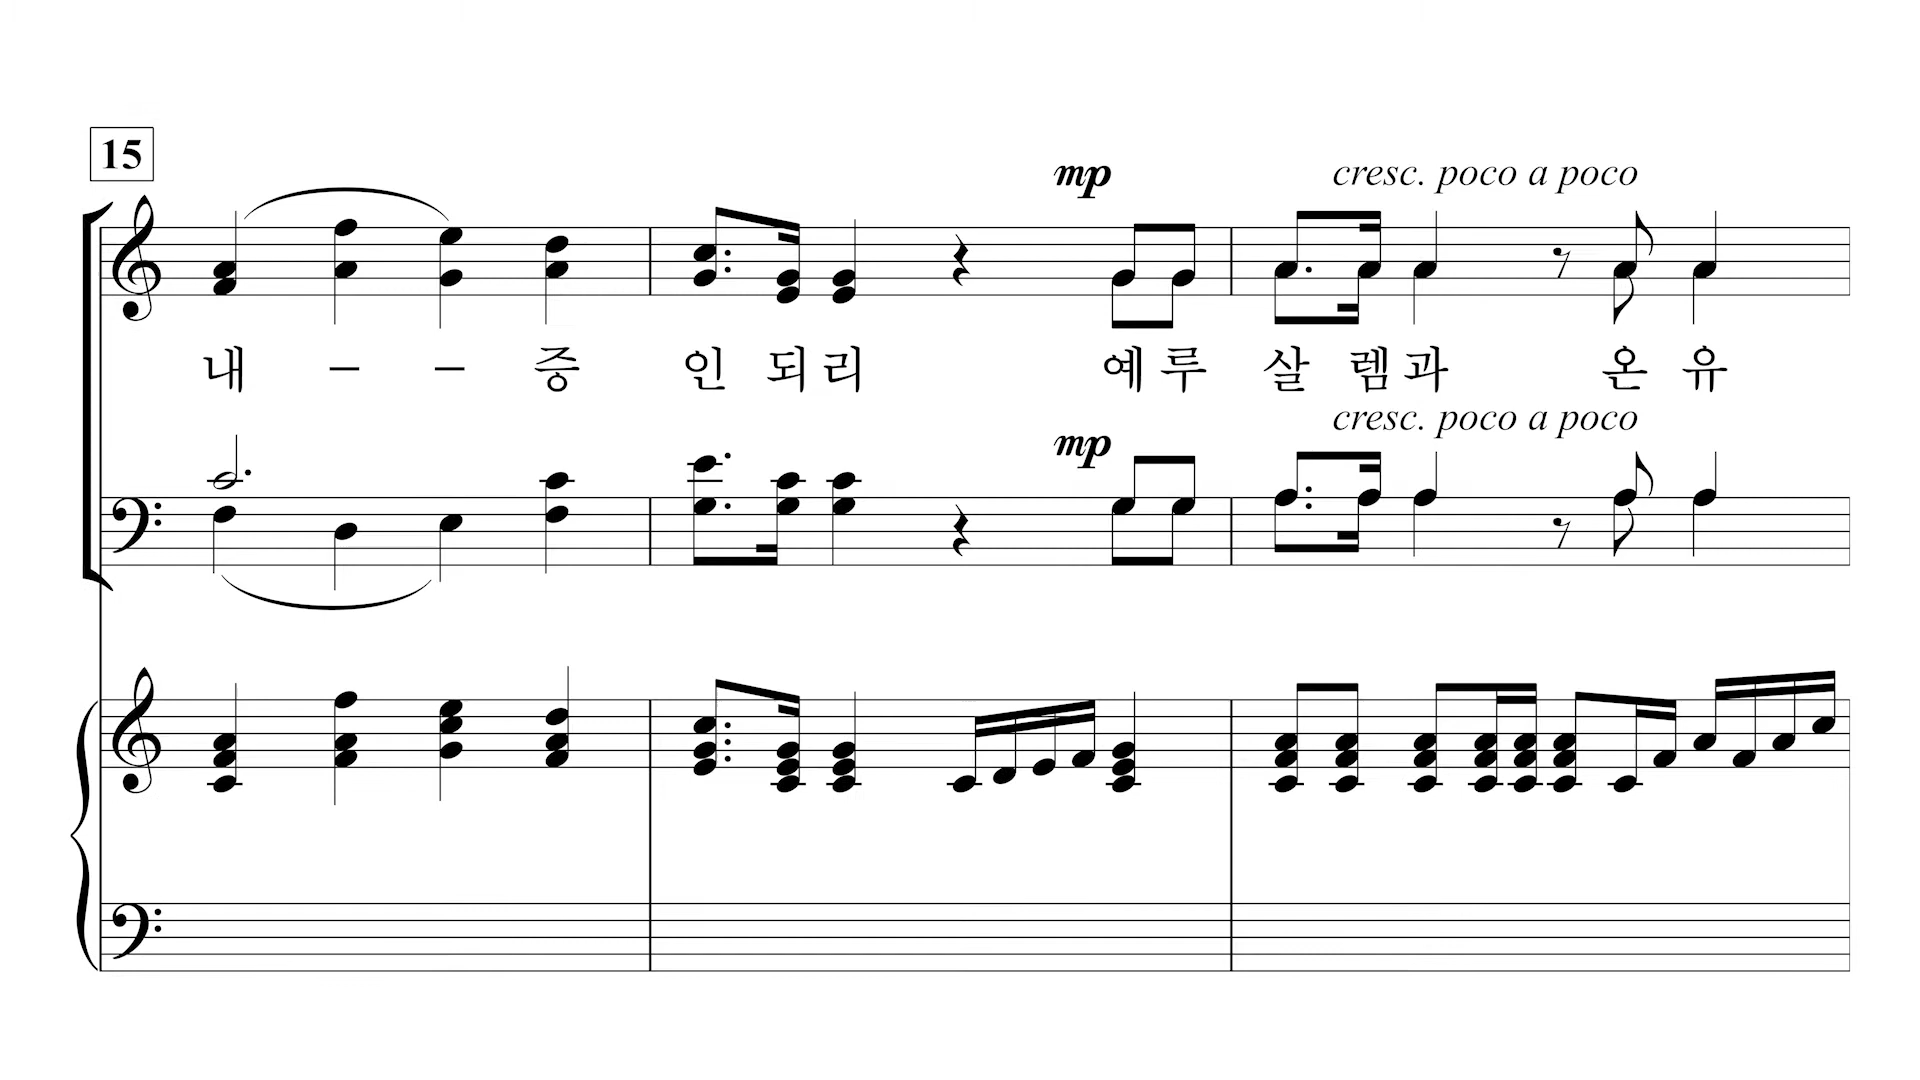 15
mp cresc. poco a poco
내 - - 증 인 되 리 예 루 살 렘 과 온 유
cresc. poco a poco
mp